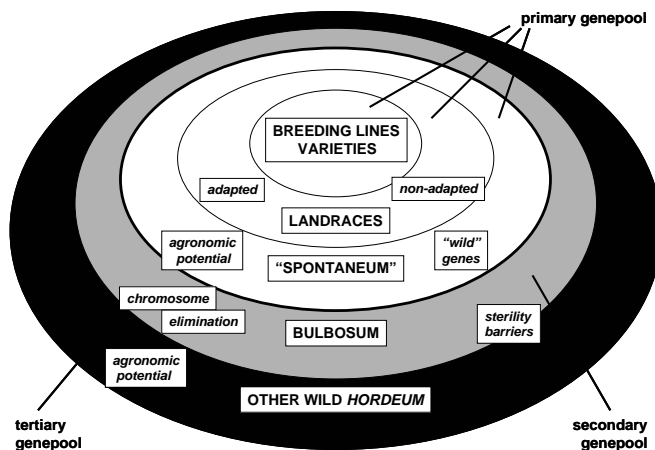 primary genepool
BREEDING LINES
VARIETIES
adapted
non-adapted
LANDRACES
agronomic
potential
"wild"
genes
"SPONTANEUM"
chromosome
elimination
BULBOSUM
sterility
barriers
agronomic
potential
OTHER WILD HORDEUM
tertiary
genepool
secondary
genepool